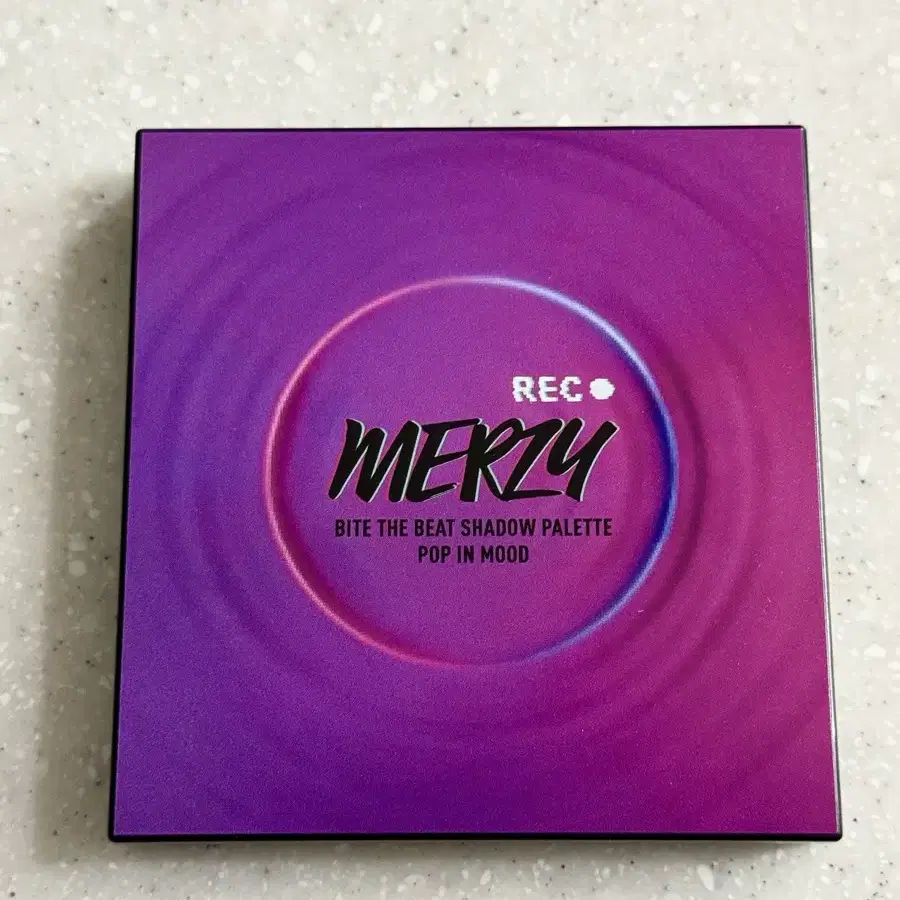 REC
MERZY
BITE THE BEAT SHADOW PALETTE
POP IN MOOD